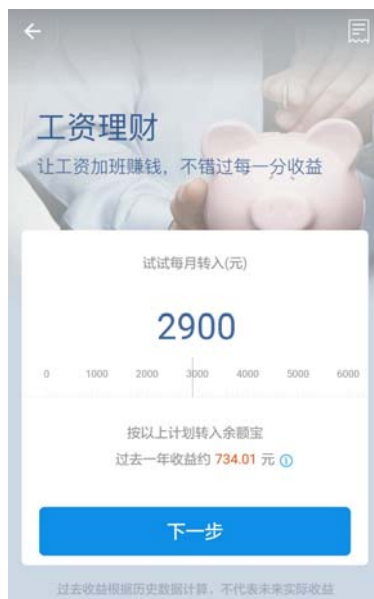 工资理财
让工资加班赚钱，不错过每一分收益
试试每月转入(元)
2900
0 1000 2000 3000 4000 5000 6000
按以上计划转入余额宝
过去一年收益约 734.01 元
下一步
过去收益根据历史数据计算，不代表未来实际收益